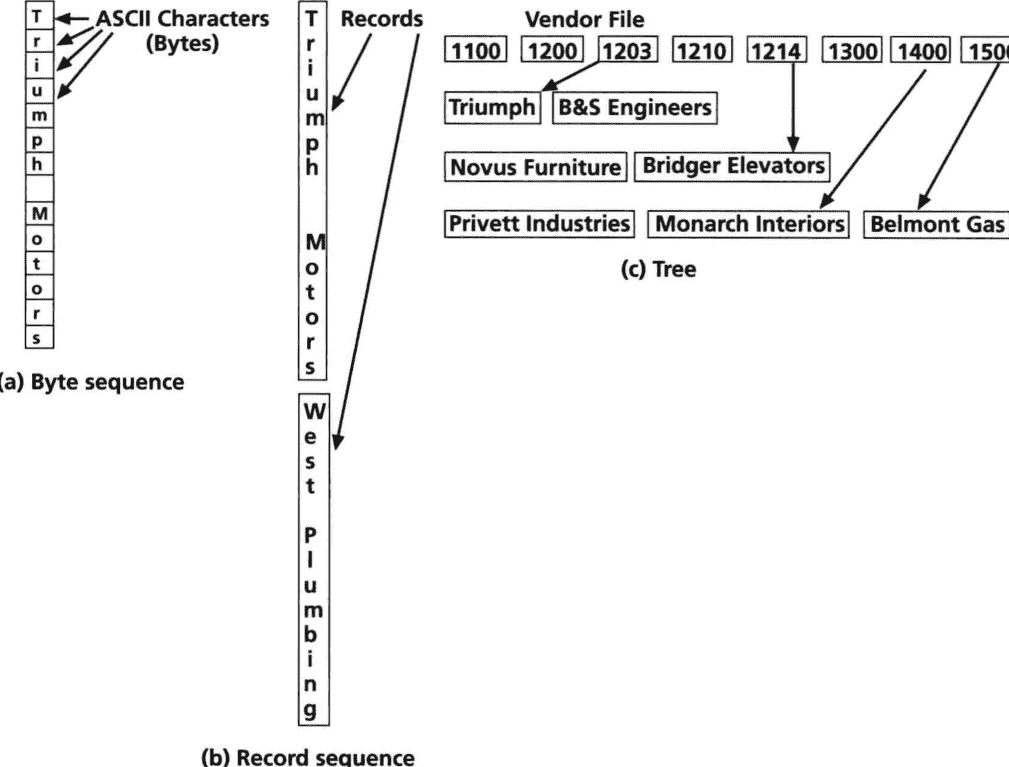 T
r
i
u
m
p
h
M
o
t
o
r
s
ASCII Characters
(Bytes)
(a) Byte sequence
T
r
i
u
m
p
h
M
o
t
o
r
s
Records
W
e
s
t
P
l
u
m
b
i
n
g
(b) Record sequence
Vendor File
1100 1200 1203 1210 1214 1300 1400 1500
Triumph B&S Engineers
Novus Furniture Bridger Elevators
Privett Industries Monarch Interiors Belmont Gas
(c) Tree